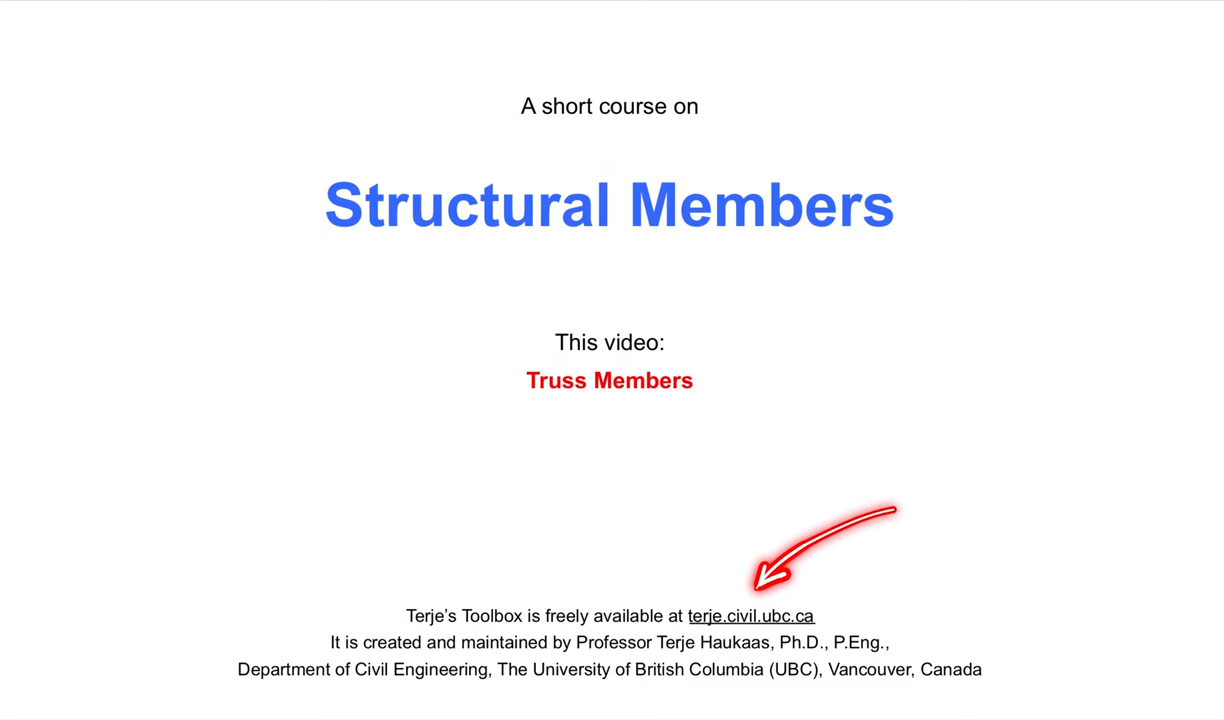 A short course on
Structural Members
This video:
Truss Members
Terje’s Toolbox is freely available at terje.civil.ubc.ca
It is created and maintained by Professor Terje Haukaas, Ph.D., P.Eng.,
Department of Civil Engineering, The University of British Columbia (UBC), Vancouver, Canada